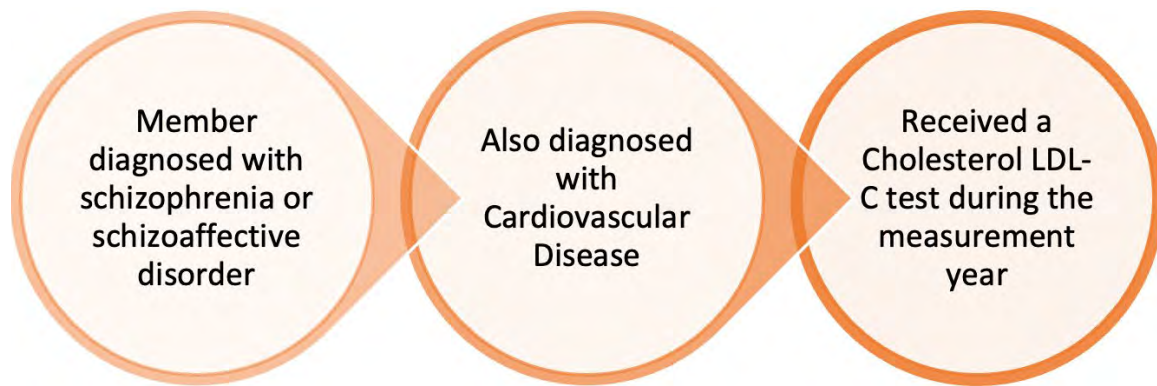 Member
diagnosed with
schizophrenia or
schizoaffective
disorder
Also diagnosed
with
Cardiovascular
Disease
Received a
Cholesterol LDL-
C test during the
measurement
year